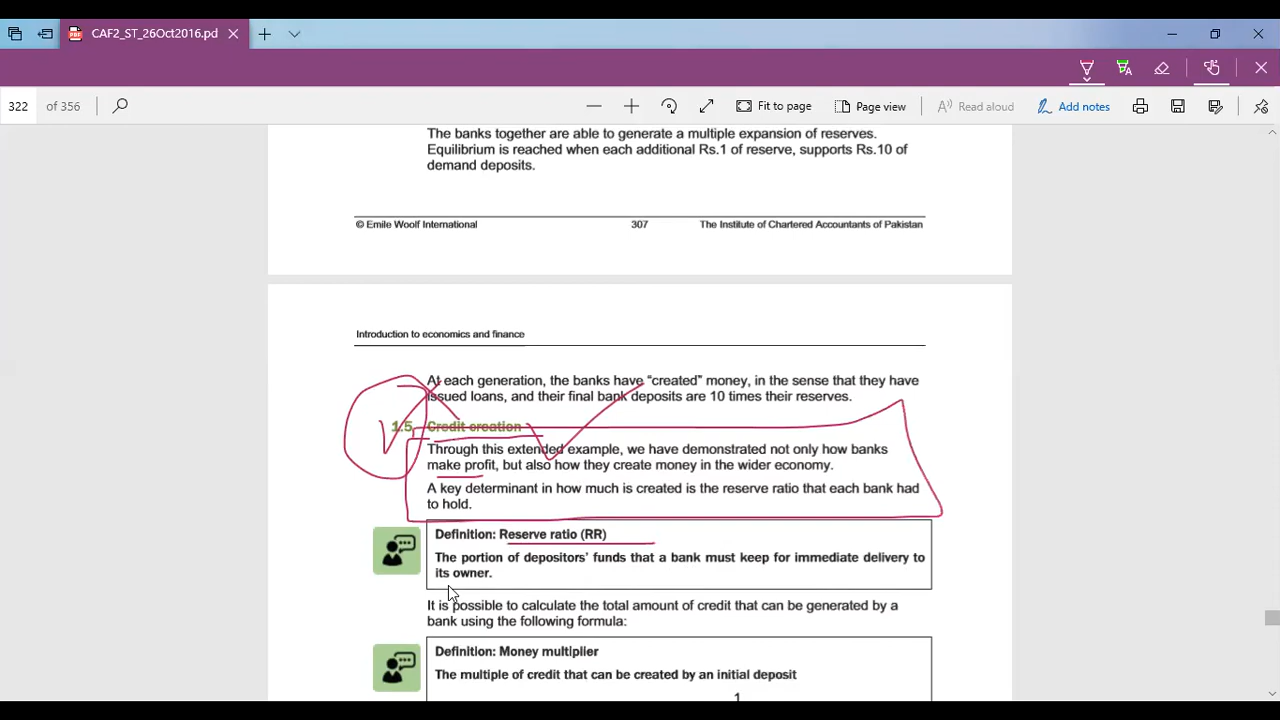 CAF2_ST_26Oct2016.pd
322 of 356
Fit to page
Page view
Read aloud
Add notes
The banks together are able to generate a multiple expansion of reserves.
Equilibrium is reached when each additional Rs.1 of reserve, supports Rs.10 of
demand deposits.
© Emile Woolf International
307
The Institute of Chartered Accountants of Pakistan
Introduction to economics and finance
At each generation, the banks have “created” money, in the sense that they have
issued loans, and their final bank deposits are 10 times their reserves.
1.5 Credit creation
Through this extended example, we have demonstrated not only how banks
make profit, but also how they create money in the wider economy.
A key determinant in how much is created is the reserve ratio that each bank had
to hold.
Definition: Reserve ratio (RR)
The portion of depositors’ funds that a bank must keep for immediate delivery to
its owner.
It is possible to calculate the total amount of credit that can be generated by a
bank using the following formula:
Definition: Money multiplier
The multiple of credit that can be created by an initial deposit
1